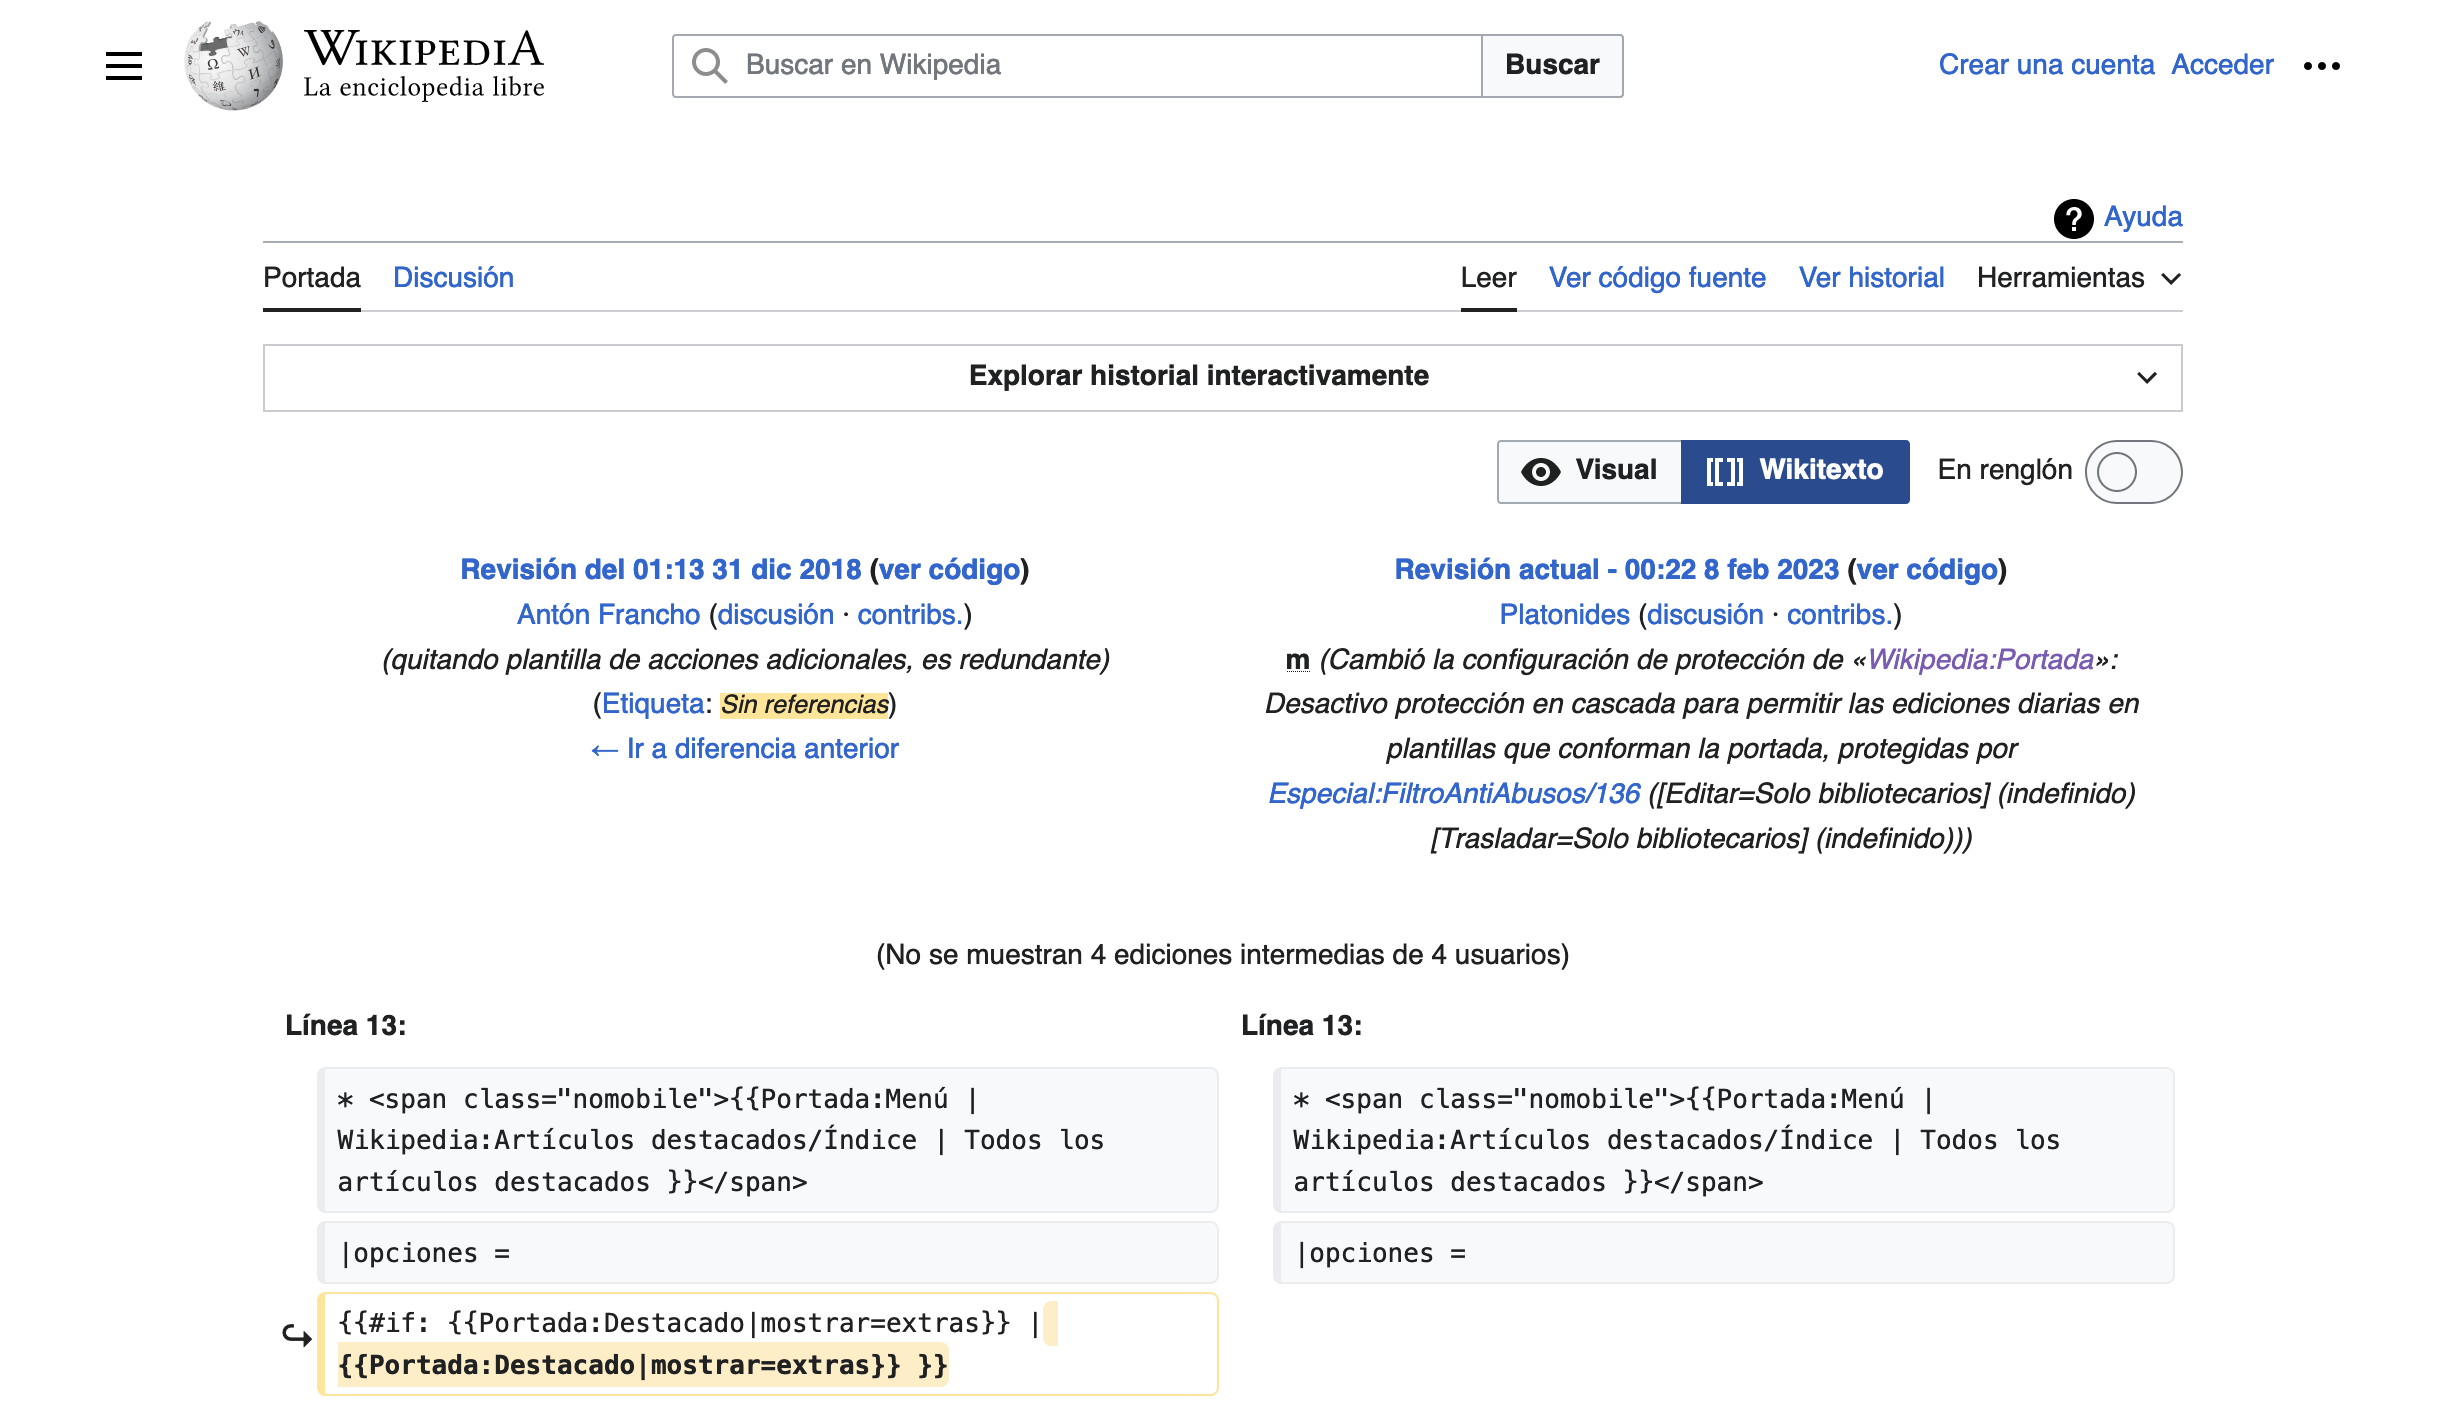 WIKIPEDIA
La enciclopedia libre
Buscar en Wikipedia
Buscar
Crear una cuenta Acceder
Ayuda
Portada Discusión
Leer Ver código fuente Ver historial Herramientas
Explorar historial interactivamente
Visual [[]] Wikitexto En renglón
Revisión del 01:13 31 dic 2018 (ver código)
Antón Francho (discusión · contribs.)
(quitando plantilla de acciones adicionales, es redundante)
(Etiqueta: Sin referencias)
← Ir a diferencia anterior
Revisión actual - 00:22 8 feb 2023 (ver código)
Platonides (discusión · contribs.)
m (Cambió la configuración de protección de «Wikipedia:Portada»:
Desactivo protección en cascada para permitir las ediciones diarias en
plantillas que conforman la portada, protegidas por
Especial:FiltroAntiAbusos/136 ([Editar=Solo bibliotecarios] (indefinido)
[Trasladar=Solo bibliotecarios] (indefinido)))
(No se muestran 4 ediciones intermedias de 4 usuarios)
Línea 13:
* <span class="nomobile">{{Portada:Menú |
Wikipedia:Artículos destacados/Índice | Todos los
artículos destacados }}</span>
|opciones =
{{#if: {{Portada:Destacado|mostrar=extras}} |
{{Portada:Destacado|mostrar=extras}} }}
Línea 13:
* <span class="nomobile">{{Portada:Menú |
Wikipedia:Artículos destacados/Índice | Todos los
artículos destacados }}</span>
|opciones =